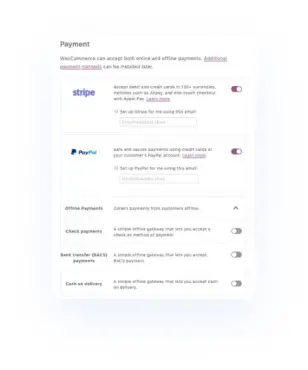 Payment
WooCommerce can accept both online and offline payments. Additional
payment methods can be installed later.
stripe
Accept debit and credit cards in 135+ currencies,
methods such as Alipay, and one-touch checkout
with Apple Pay. Learn more.
Set up Stripe for me using this email:
PayPal
Safe and secure payments using credit cards or
your customer's PayPal account. Learn more.
Set up PayPal for me using this email:
Offline Payments
Collect payments from customers offline.
Check payments
A simple offline gateway that lets you accept a
check as method of payment.
Bank transfer (BACS)
payments
A simple offline gateway that lets you accept
BACS payment.
Cash on delivery
A simple offline gateway that lets you accept cash
on delivery.